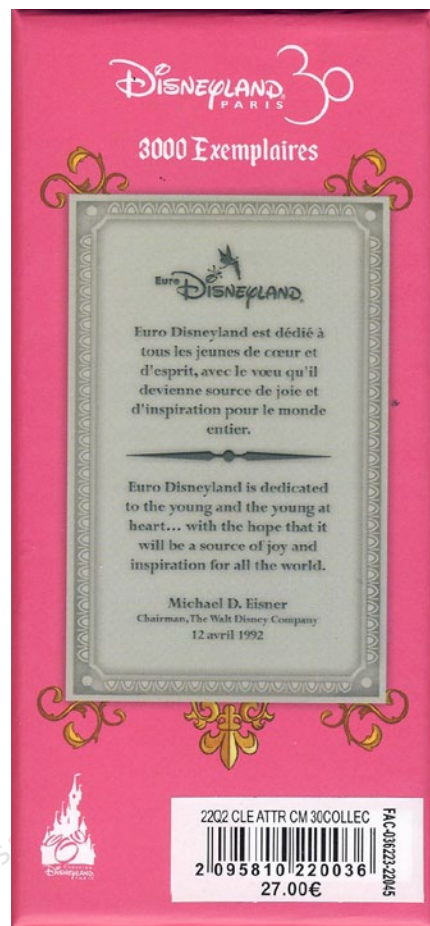 DISNEYLAND 30
PARIS
3000 Exemplaires
Euro DISNEYLAND
Euro Disneyland est dédié à
tous les jeunes de cœur et
d'esprit, avec le vœu qu'il
devienne source de joie et
d'inspiration pour le monde
entier.
Euro Disneyland is dedicated
to the young and the young at
heart... with the hope that it
will be a source of joy and
inspiration for all the world.
Michael D. Eisner
Chairman, The Walt Disney Company
12 avril 1992
DISNEYLAND
PARIS
22Q2 CLE ATTR CM 30COLLEC
2 095810 220036
27.00€
FAC-036223-22045